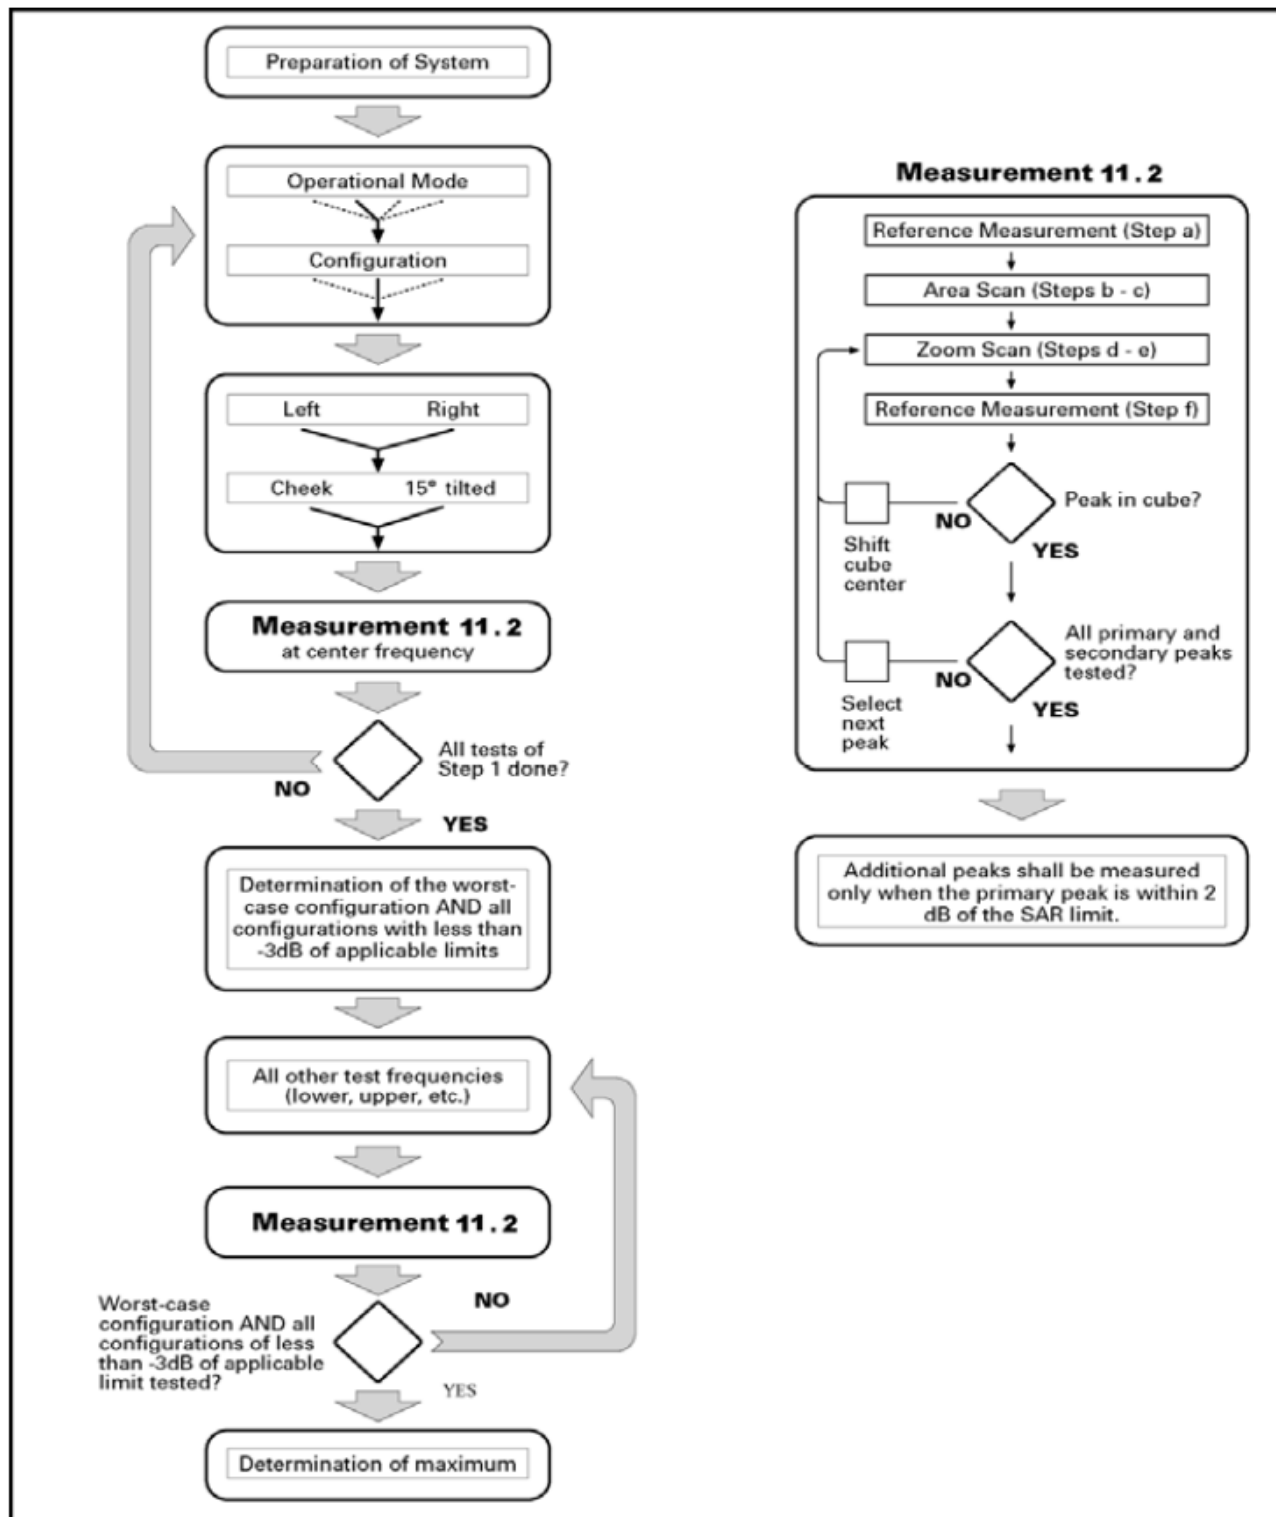 Preparation of System
Operational Mode
Configuration
Left Right
Cheek 15° tilted
Measurement 11.2
at center frequency
All tests of
Step 1 done?
NO
YES
Determination of the worst-
case configuration AND all
configurations with less than
-3dB of applicable limits
All other test frequencies
(lower, upper, etc.)
Measurement 11.2
NO
Worst-case
configuration AND all
configurations of less
than -3dB of applicable
limit tested?
YES
Determination of maximum
Measurement 11.2
Reference Measurement (Step a)
Area Scan (Steps b - c)
Zoom Scan (Steps d - e)
Reference Measurement (Step f)
Peak in cube?
NO
YES
Shift
cube
center
All primary and
secondary peaks
tested?
NO
YES
Select
next
peak
Additional peaks shall be measured
only when the primary peak is within 2
dB of the SAR limit.